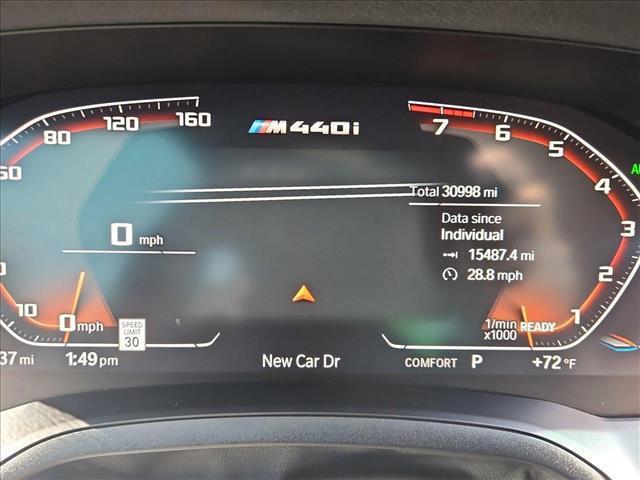 80 120 160
M440i
7 6 5 4 3 2 1
60
Total 30998 mi
0 mph
Data since
Individual
15487.4 mi
28.8 mph
10
0 mph
SPEED
LIMIT
30
1/min
x1000
READY
37 mi
1:49 pm
New Car Dr
COMFORT P
+72 °F